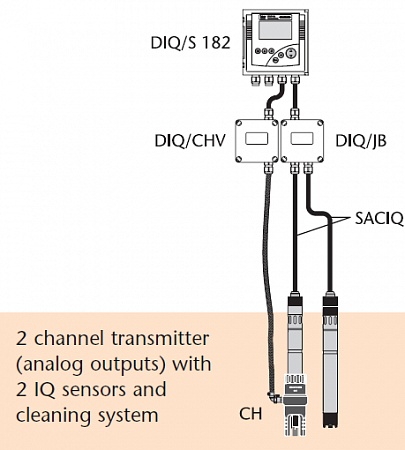 DIQ/S 182
DIQ/CHV
DIQ/JB
SACIQ
2 channel transmitter
(analog outputs) with
2 IQ sensors and
cleaning system
CH